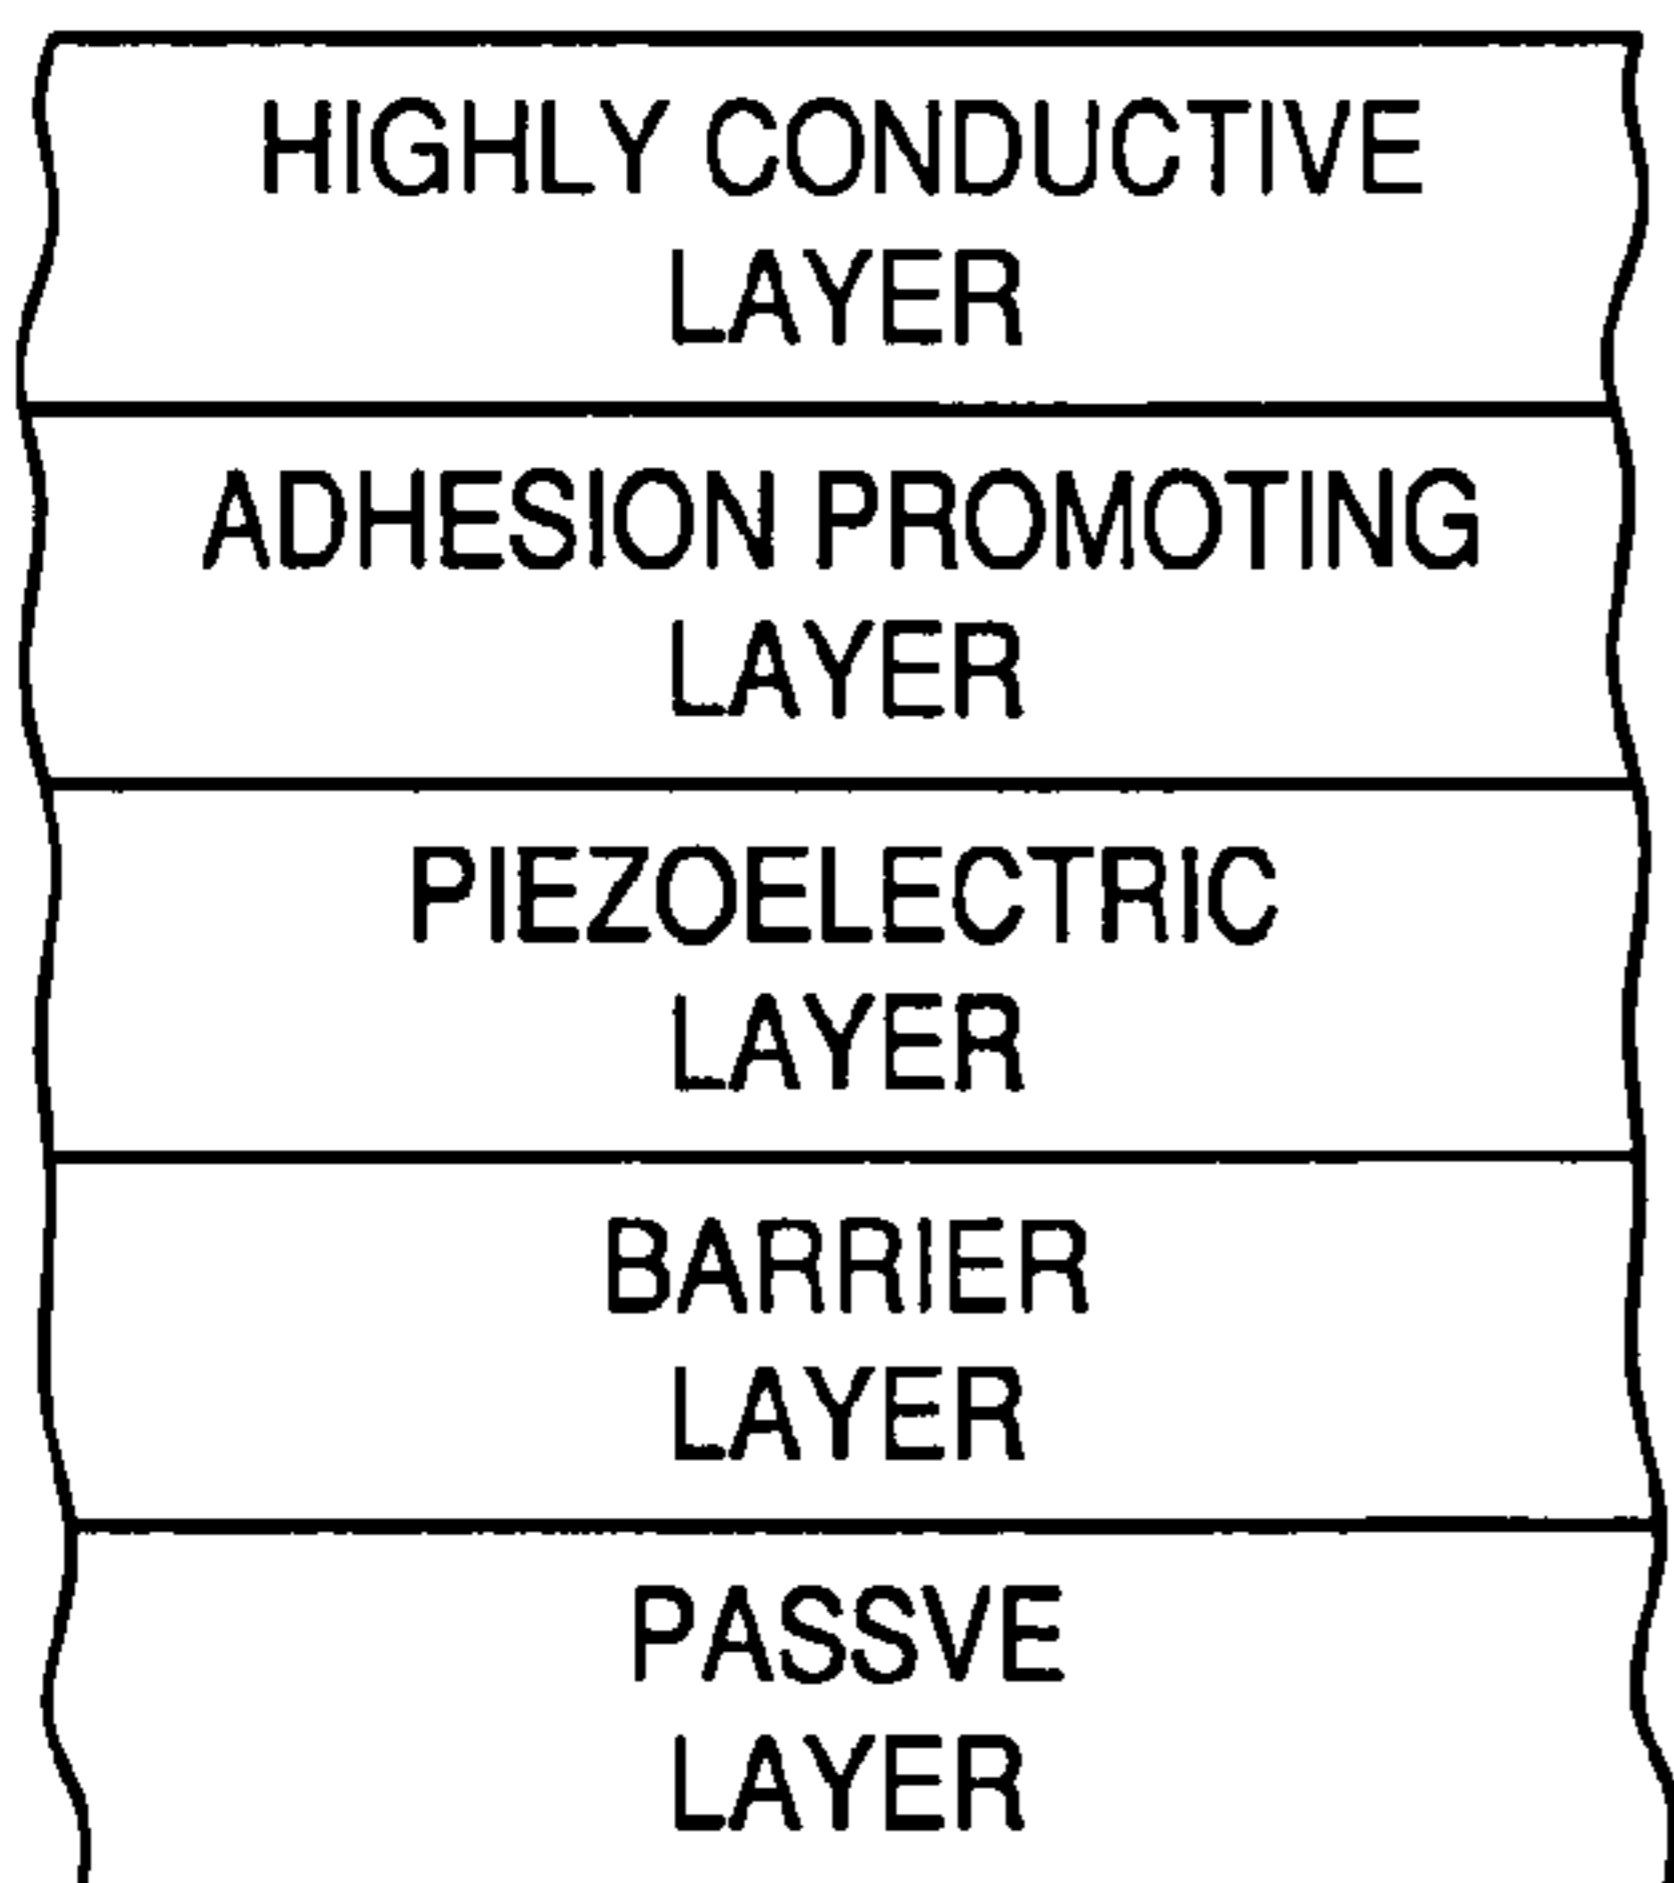 HIGHLY CONDUCTIVE
LAYER
ADHESION PROMOTING
LAYER
PIEZOELECTRIC
LAYER
BARRIER
LAYER
PASSVE
LAYER